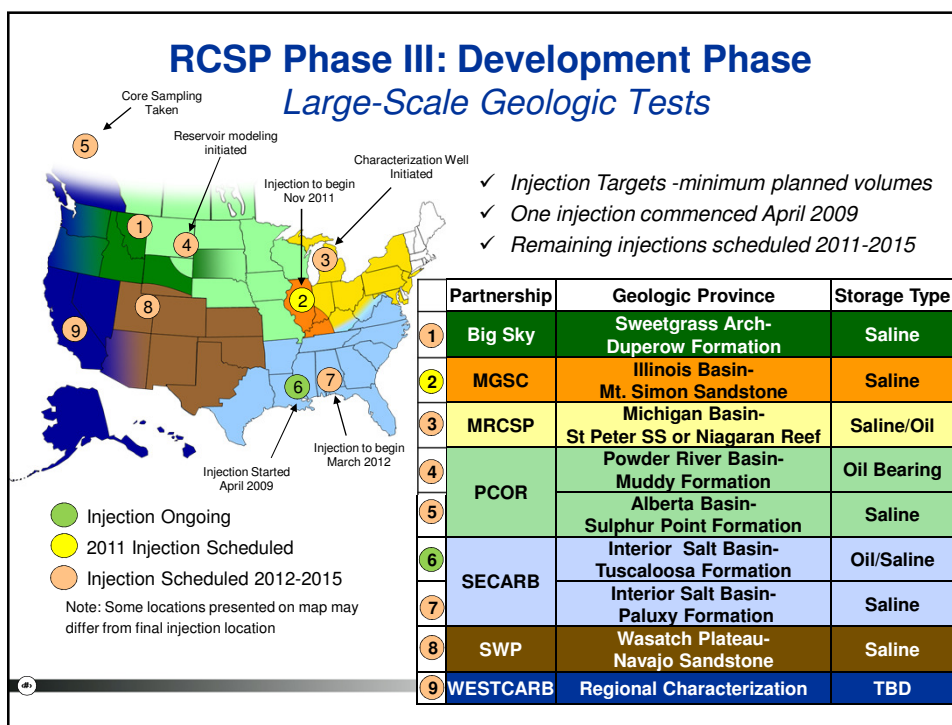 RCSP Phase III: Development Phase
Large-Scale Geologic Tests
Core Sampling
Taken
Reservoir modeling
initiated
Characterization Well
Initiated
Injection to begin
Nov 2011
5
1
4
3
2
8
9
6
7
Injection Started
April 2009
Injection to begin
March 2012
✓ Injection Targets -minimum planned volumes
✓ One injection commenced April 2009
✓ Remaining injections scheduled 2011-2015
Injection Ongoing
2011 Injection Scheduled
Injection Scheduled 2012-2015
Note: Some locations presented on map may
differ from final injection location
Partnership Geologic Province Storage Type
1 Big Sky Sweetgrass Arch-
Duperow Formation Saline
2 MGSC Illinois Basin-
Mt. Simon Sandstone Saline
3 MRCSP Michigan Basin-
St Peter SS or Niagaran Reef Saline/Oil
4 PCOR Powder River Basin-
Muddy Formation Oil Bearing
5 Alberta Basin-
Sulphur Point Formation Saline
6 SECARB Interior Salt Basin-
Tuscaloosa Formation Oil/Saline
7 Interior Salt Basin-
Paluxy Formation Saline
8 SWP Wasatch Plateau-
Navajo Sandstone Saline
9 WESTCARB Regional Characterization TBD